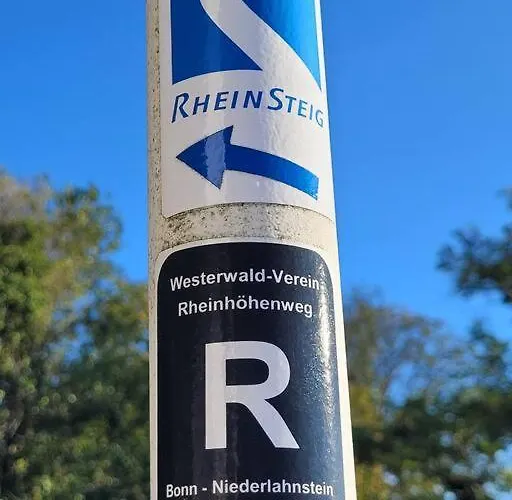 RHEINSTEIG
Westerwald-Verein
Rheinhöhenweg
R
Bonn - Niederlahnstein